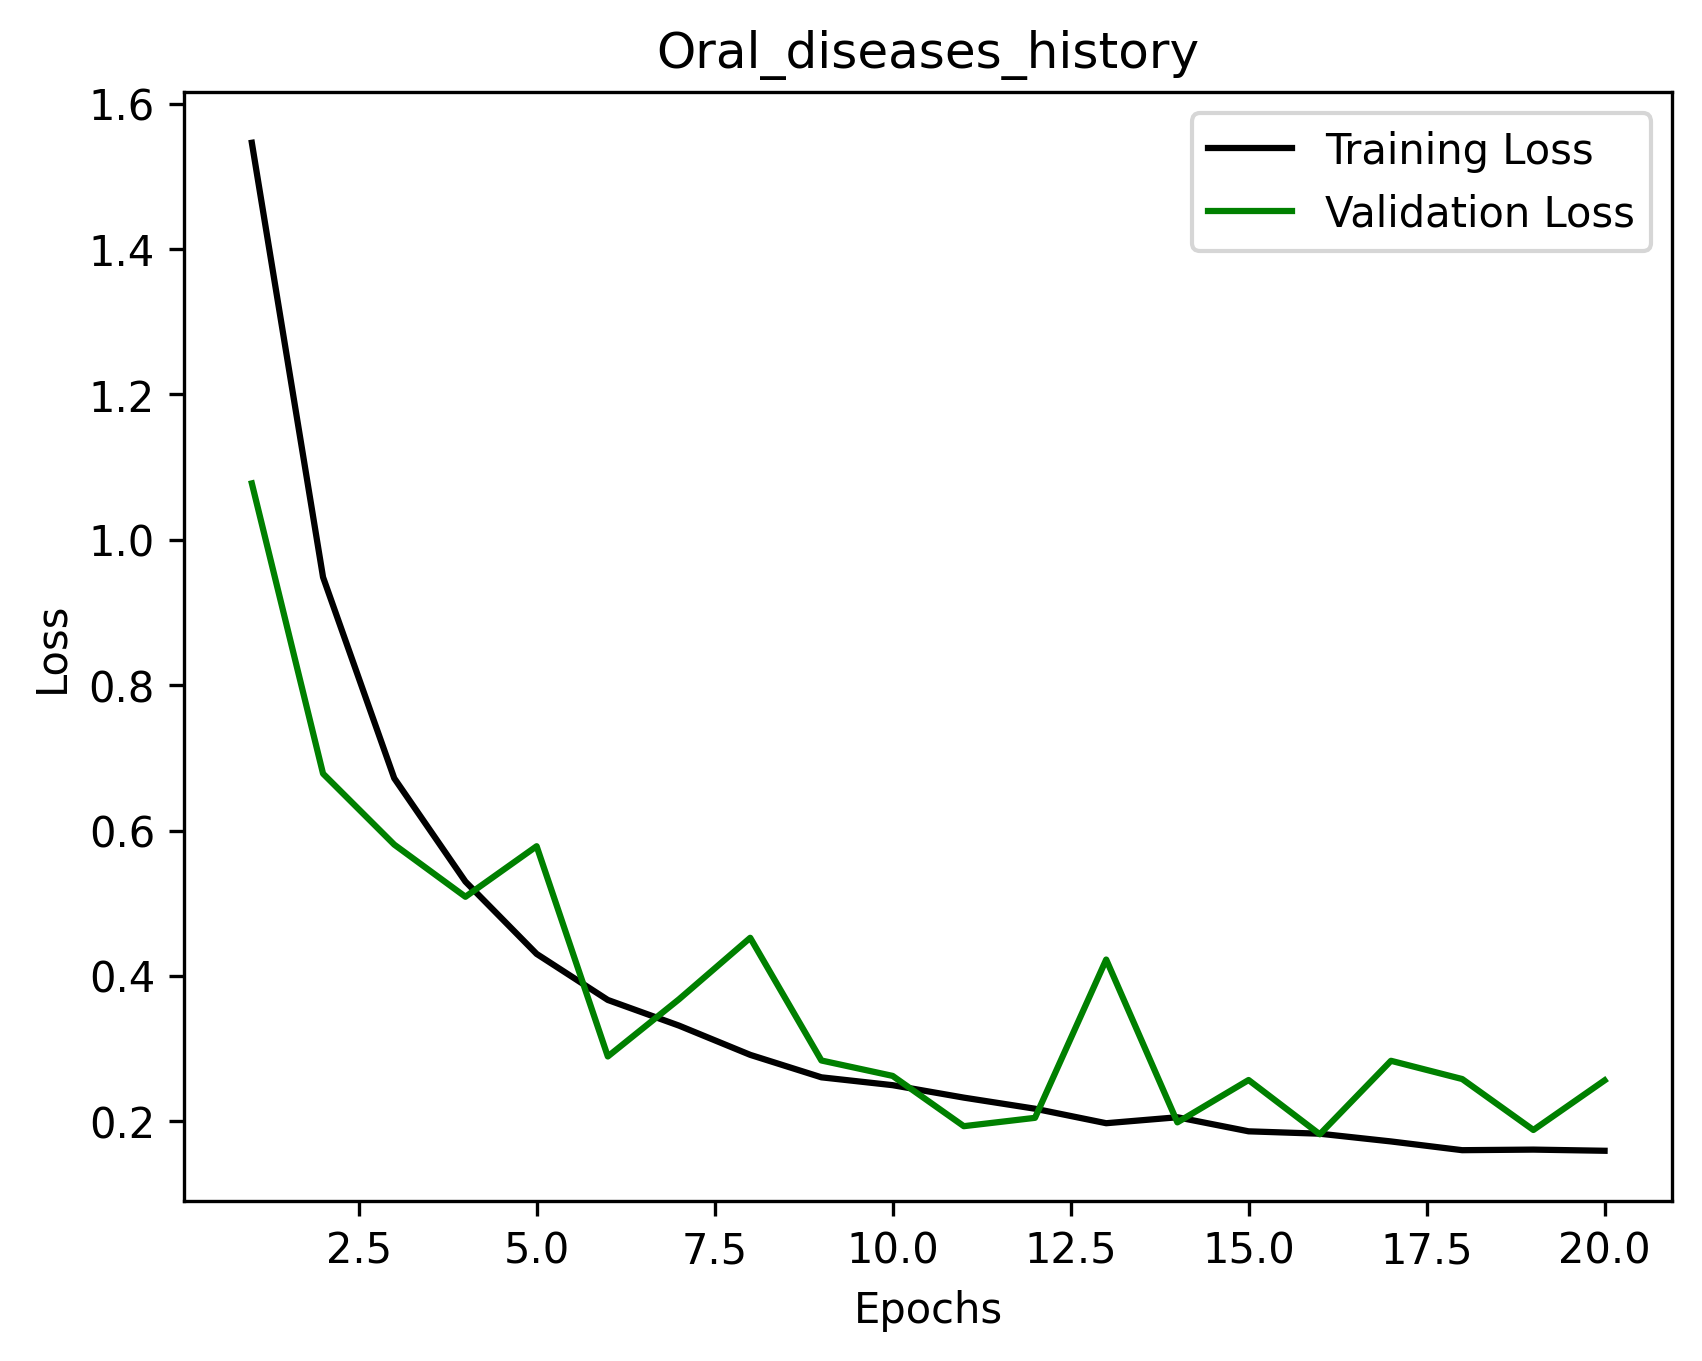 Oral_diseases_history
Training Loss
Validation Loss
1.6
1.4
1.2
1.0
0.8
0.6
0.4
0.2
Loss
2.5 5.0 7.5 10.0 12.5 15.0 17.5 20.0
Epochs